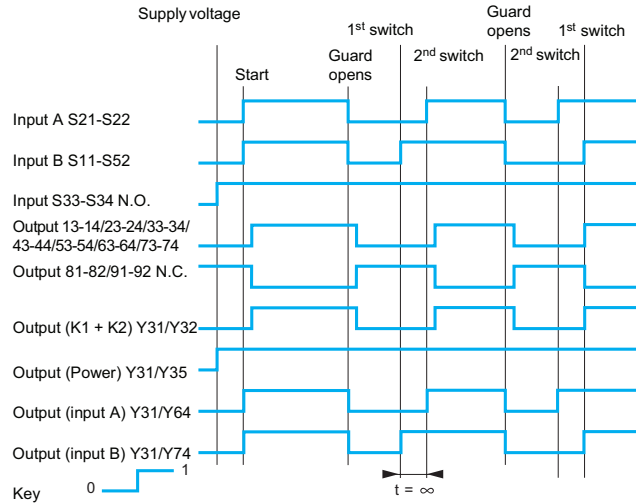 Supply voltage
Guard opens
1st switch
1st switch
Start
Guard opens
2nd switch
2nd switch
Input A S21-S22
Input B S11-S52
Input S33-S34 N.O.
Output 13-14/23-24/33-34/
43-44/53-54/63-64/73-74
Output 81-82/91-92 N.C.
Output (K1 + K2) Y31/Y32
Output (Power) Y31/Y35
Output (input A) Y31/Y64
Output (input B) Y31/Y74
Key
0
1
t = ∞